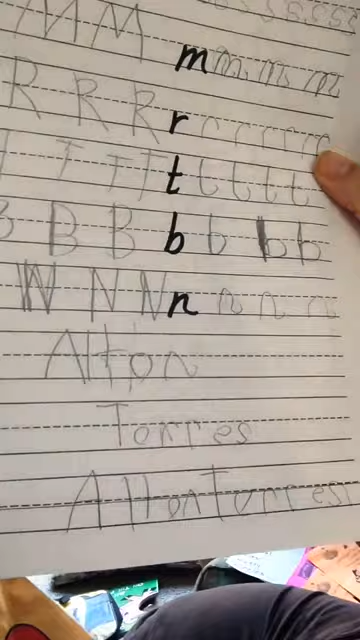 M M m m m m
R R R r r r r r r
T T T T t t t t t
B B B b b b b
N N N n n n n
Alton
Torres
Alton Torres